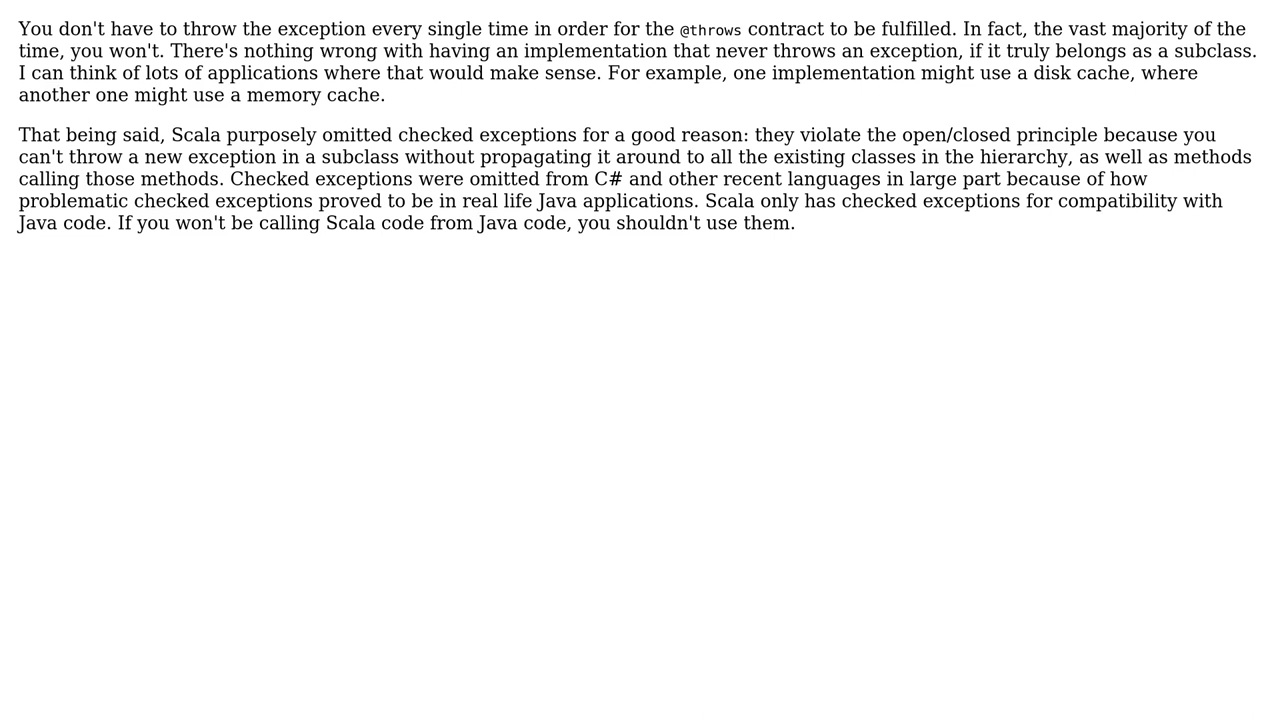 You don't have to throw the exception every single time in order for the @throws contract to be fulfilled. In fact, the vast majority of the
time, you won't. There's nothing wrong with having an implementation that never throws an exception, if it truly belongs as a subclass.
I can think of lots of applications where that would make sense. For example, one implementation might use a disk cache, where
another one might use a memory cache.
That being said, Scala purposely omitted checked exceptions for a good reason: they violate the open/closed principle because you
can't throw a new exception in a subclass without propagating it around to all the existing classes in the hierarchy, as well as methods
calling those methods. Checked exceptions were omitted from C# and other recent languages in large part because of how
problematic checked exceptions proved to be in real life Java applications. Scala only has checked exceptions for compatibility with
Java code. If you won't be calling Scala code from Java code, you shouldn't use them.